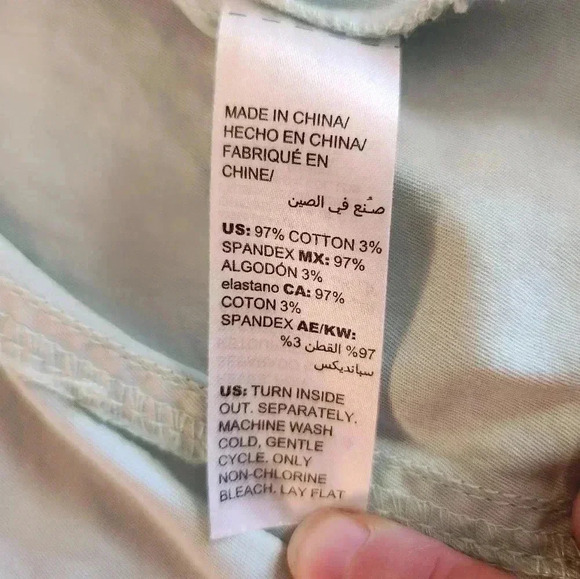 MADE IN CHINA/
HECHO EN CHINA/
FABRIQUÉ EN
CHINE/
صنع في الصين
US: 97% COTTON 3%
SPANDEX MX: 97%
ALGODÓN 3%
elastano CA: 97%
COTON 3%
SPANDEX AE/KW:
97% القطن 3%
سباندیکس
US: TURN INSIDE
OUT. SEPARATELY.
MACHINE WASH
COLD, GENTLE
CYCLE. ONLY
NON-CHLORINE
BLEACH. LAY FLAT